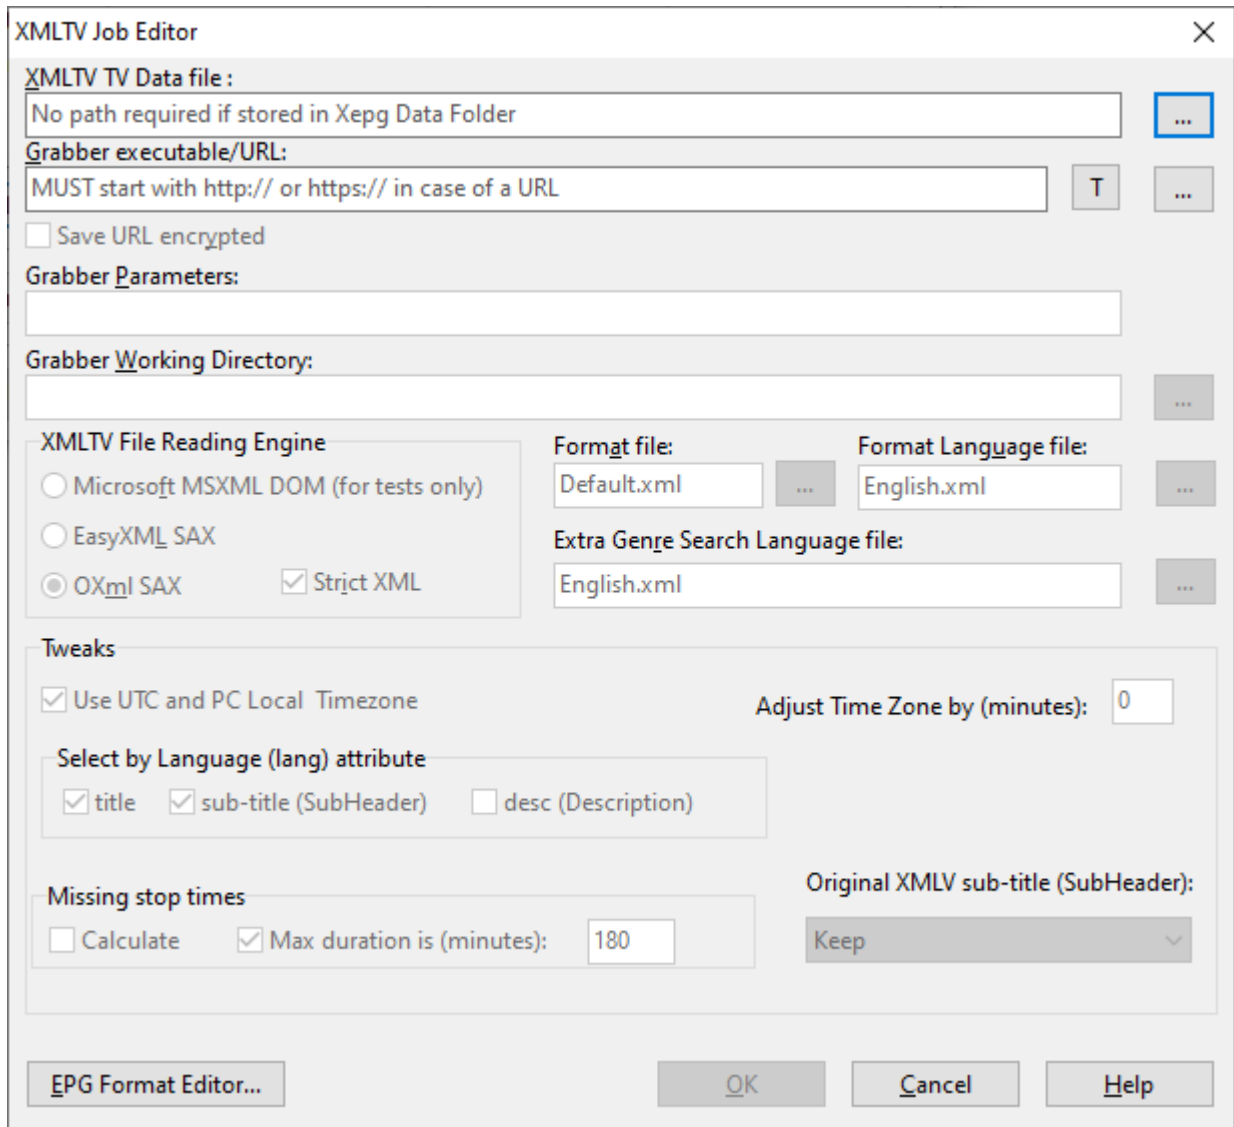 XMLTV Job Editor
XMLTV TV Data file :
No path required if stored in Xepg Data Folder
...
Grabber executable/URL:
MUST start with http:// or https:// in case of a URL
T
...
Save URL encrypted
Grabber Parameters:
Grabber Working Directory:
...
XMLTV File Reading Engine
Microsoft MSXML DOM (for tests only)
EasyXML SAX
OXml SAX
Strict XML
Format file:
Default.xml
...
Format Language file:
English.xml
...
Extra Genre Search Language file:
English.xml
...
Tweaks
Use UTC and PC Local  Timezone
Adjust Time Zone by (minutes):
0
Select by Language (lang) attribute
title
sub-title (SubHeader)
desc (Description)
Missing stop times
Calculate
Max duration is (minutes):
180
Original XMLV sub-title (SubHeader):
Keep
EPG Format Editor...
OK
Cancel
Help